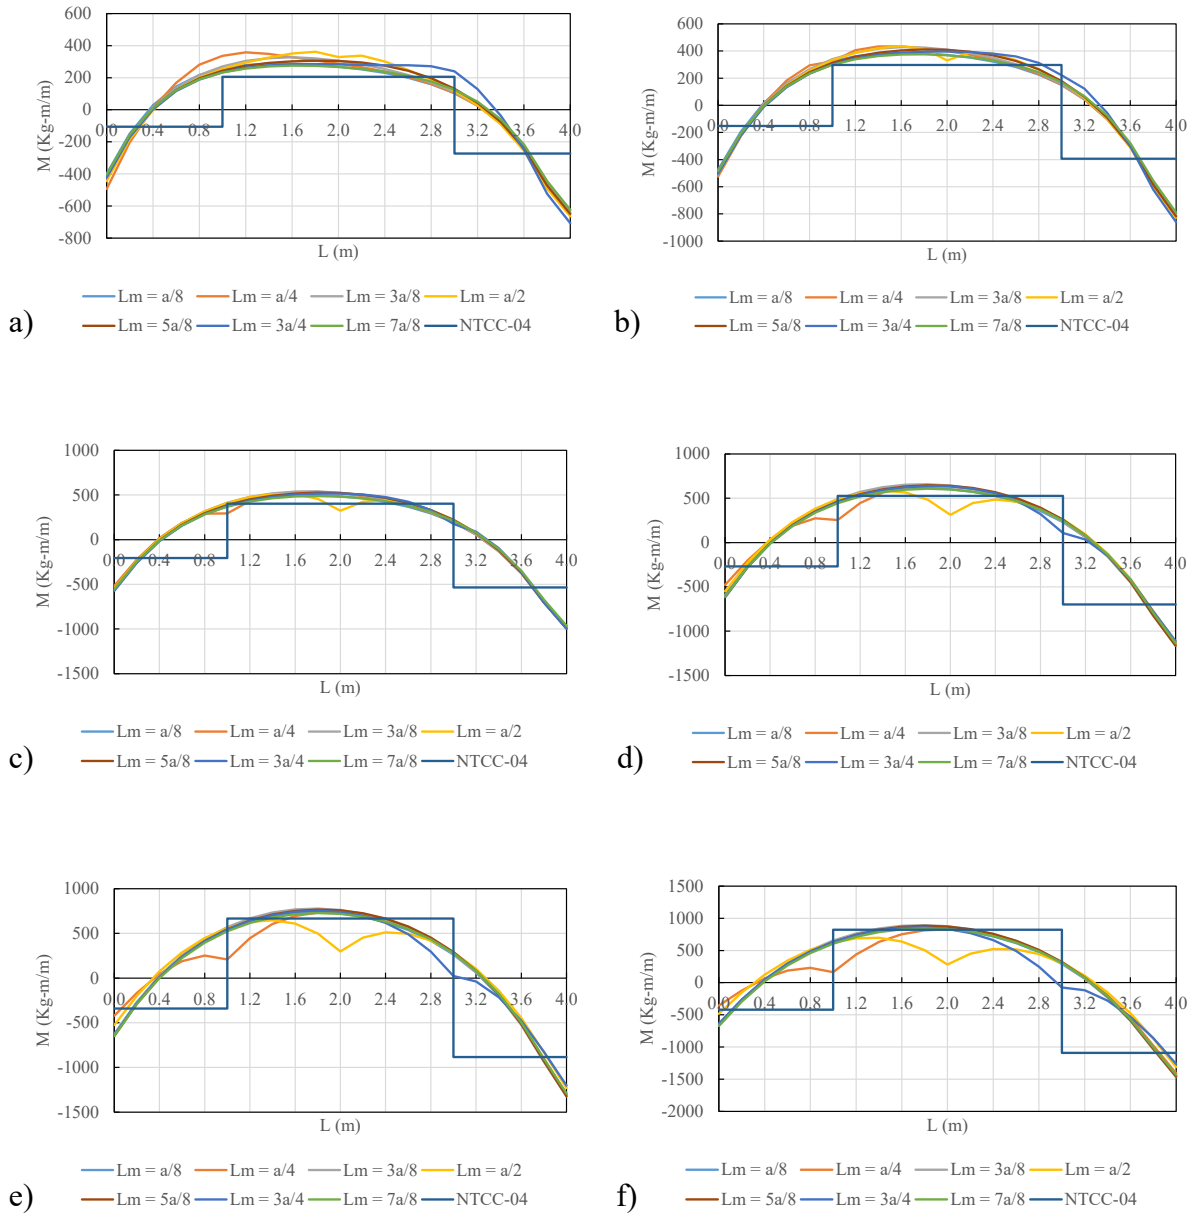 600
400
200
0
-200
-400
-600
-800
M (Kg-m/m)
0.0 0.4 0.8 1.2 1.6 2.0 2.4 2.8 3.2 3.6 4.0
L (m)
Lm = a/8 Lm = a/4 Lm = 3a/8 Lm = a/2
Lm = 5a/8 Lm = 3a/4 Lm = 7a/8 NTCC-04
a)
600
400
200
0
-200
-400
-600
-800
-1000
M (Kg-m/m)
0.0 0.4 0.8 1.2 1.6 2.0 2.4 2.8 3.2 3.6 4.0
L (m)
Lm = a/8 Lm = a/4 Lm = 3a/8 Lm = a/2
Lm = 5a/8 Lm = 3a/4 Lm = 7a/8 NTCC-04
b)
1000
500
0
-500
-1000
-1500
M (Kg-m/m)
0.0 0.4 0.8 1.2 1.6 2.0 2.4 2.8 3.2 3.6 4.0
L (m)
Lm = a/8 Lm = a/4 Lm = 3a/8 Lm = a/2
Lm = 5a/8 Lm = 3a/4 Lm = 7a/8 NTCC-04
c)
1000
500
0
-500
-1000
-1500
M (Kg-m/m)
0.0 0.4 0.8 1.2 1.6 2.0 2.4 2.8 3.2 3.6 4.0
L (m)
Lm = a/8 Lm = a/4 Lm = 3a/8 Lm = a/2
Lm = 5a/8 Lm = 3a/4 Lm = 7a/8 NTCC-04
d)
1000
500
0
-500
-1000
-1500
M (Kg-m/m)
0.0 0.4 0.8 1.2 1.6 2.0 2.4 2.8 3.2 3.6 4.0
L (m)
Lm = a/8 Lm = a/4 Lm = 3a/8 Lm = a/2
Lm = 5a/8 Lm = 3a/4 Lm = 7a/8 NTCC-04
e)
1500
1000
500
0
-500
-1000
-1500
-2000
M (Kg-m/m)
0.0 0.4 0.8 1.2 1.6 2.0 2.4 2.8 3.2 3.6 4.0
L (m)
Lm = a/8 Lm = a/4 Lm = 3a/8 Lm = a/2
Lm = 5a/8 Lm = 3a/4 Lm = 7a/8 NTCC-04
f)